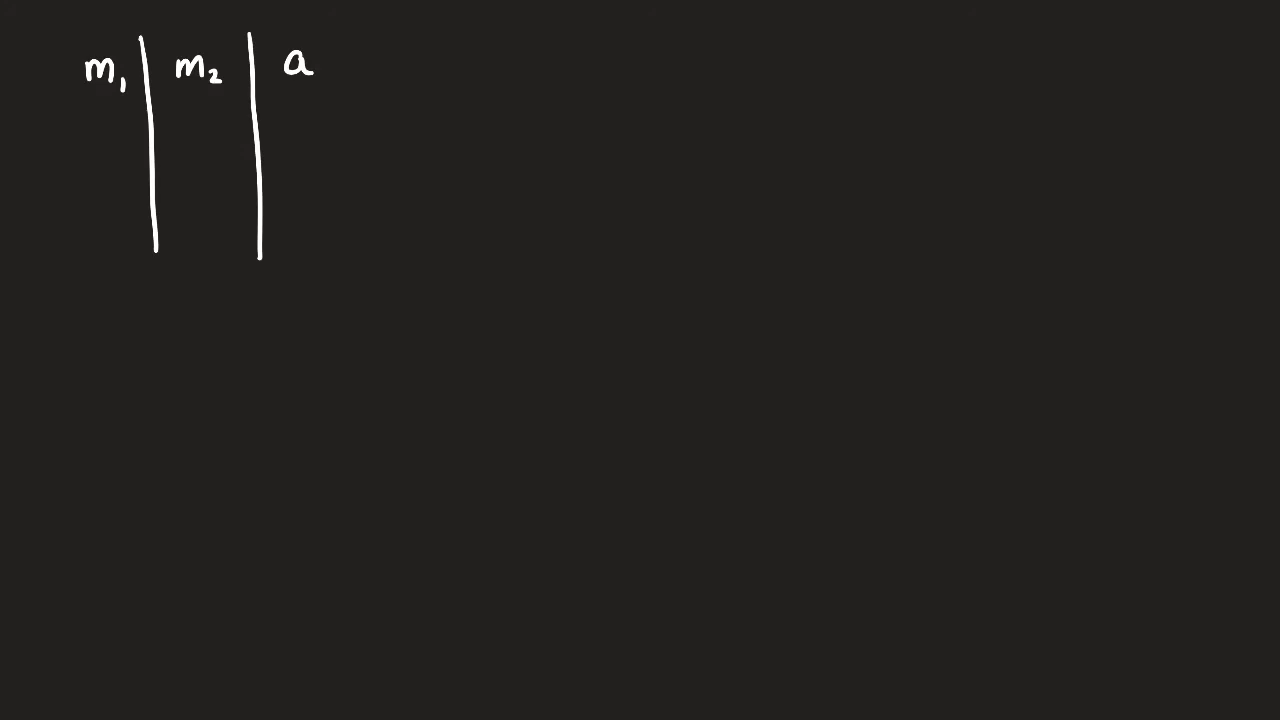 m₁ | m₂ | a